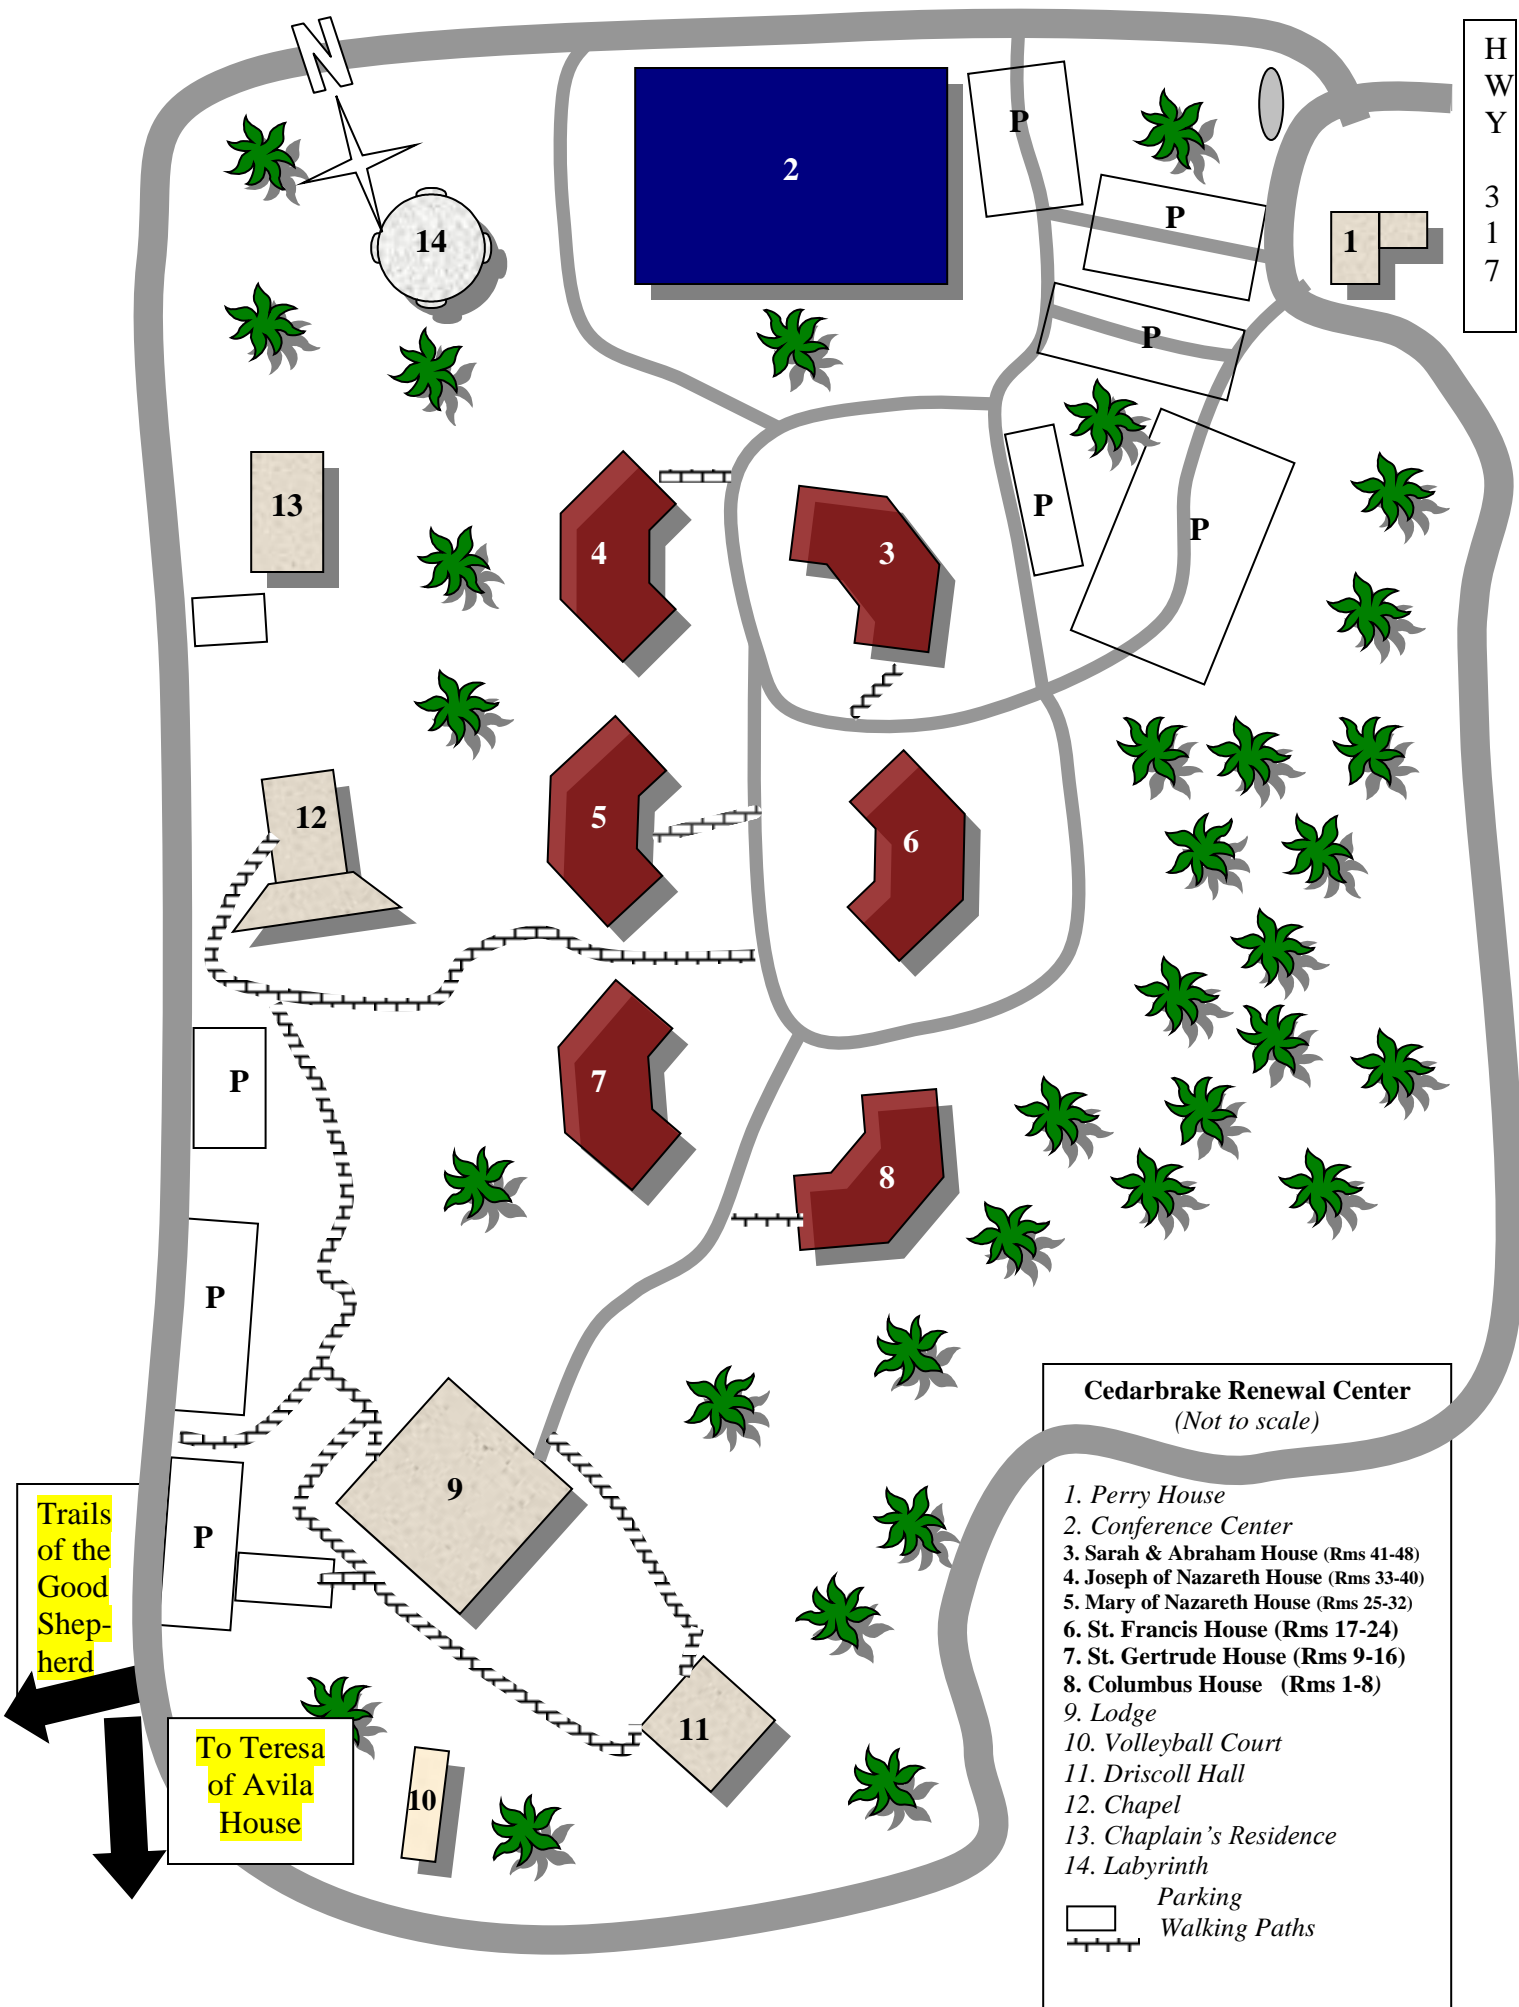 N
H
W
Y
3
1
7
P
2
P
1
14
P
4
3
P
P
13
12
5
6
P
7
8
P
9
P
11
10
Trails
of the
Good
Shep-
herd
To Teresa
of Avila
House
Cedarbrake Renewal Center
(Not to scale)
1. Perry House
2. Conference Center
3. Sarah & Abraham House (Rms 41-48)
4. Joseph of Nazareth House (Rms 33-40)
5. Mary of Nazareth House (Rms 25-32)
6. St. Francis House (Rms 17-24)
7. St. Gertrude House (Rms 9-16)
8. Columbus House (Rms 1-8)
9. Lodge
10. Volleyball Court
11. Driscoll Hall
12. Chapel
13. Chaplain’s Residence
14. Labyrinth
Parking
Walking Paths